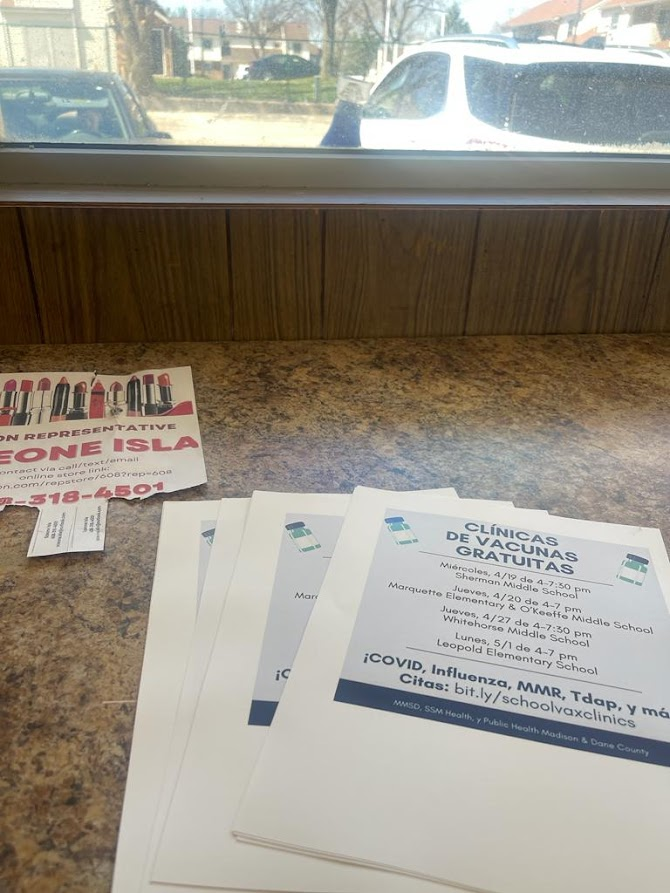 ON REPRESENTATIVE
EONE ISLA
contact via call/text/email
online store link:
on.com/repstore/608?rep=608
-318-4501
CLÍNICAS
DE VACUNAS
GRATUITAS
Miércoles, 4/19 de 4-7:30 pm
Sherman Middle School
Jueves, 4/20 de 4-7 pm
Marquette Elementary & O'Keeffe Middle School
Jueves, 4/27 de 4-7:30 pm
Whitehorse Middle School
Lunes, 5/1 de 4-7 pm
Leopold Elementary School
¡COVID, Influenza, MMR, Tdap, y má
Citas: bit.ly/schoolvaxclinics
MMSD, SSM Health, y Public Health Madison & Dane County
Mar
¡C